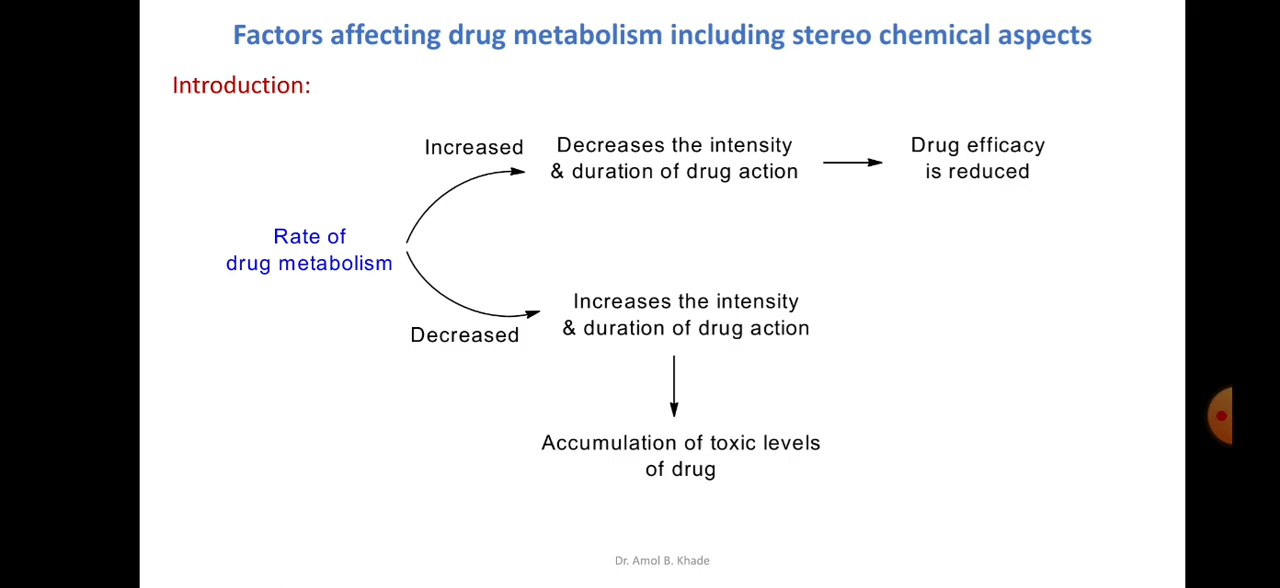 Factors affecting drug metabolism including stereo chemical aspects
Introduction:
Increased
Decreases the intensity
& duration of drug action
Drug efficacy
is reduced
Rate of
drug metabolism
Decreased
Increases the intensity
& duration of drug action
Accumulation of toxic levels
of drug
Dr. Amol B. Khade